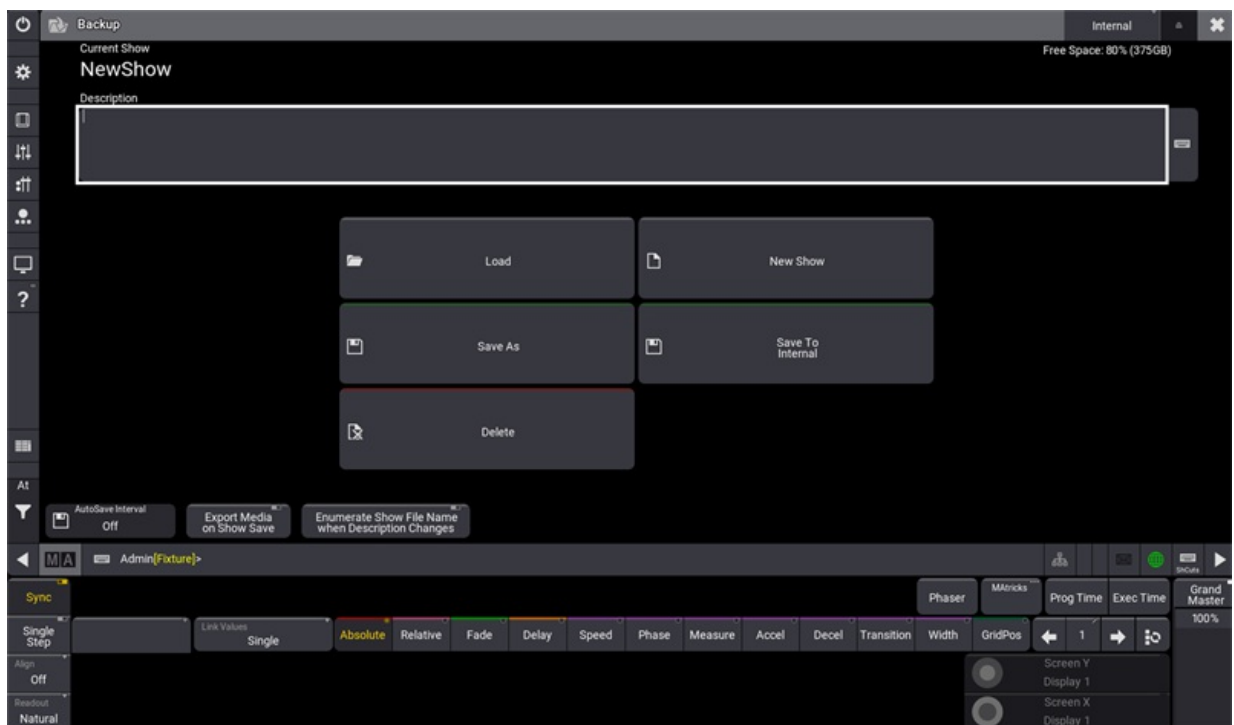 Backup
Internal
Current Show
Free Space: 80% (375GB)
NewShow
Description
Load
New Show
Save As
Save To
Internal
Delete
?
At
AutoSave Interval
Off
Export Media
on Show Save
Enumerate Show File Name
when Description Changes
MA
Admin[Fixture]>
ShCuts
Sync
Phaser
MAtricks
Prog Time
Exec Time
Grand
Master
100%
Single
Step
Link Values
Single
Absolute
Relative
Fade
Delay
Speed
Phase
Measure
Accel
Decel
Transition
Width
GridPos
1
Align
Off
Screen Y
Display 1
Readout
Natural
Screen X
Display 1